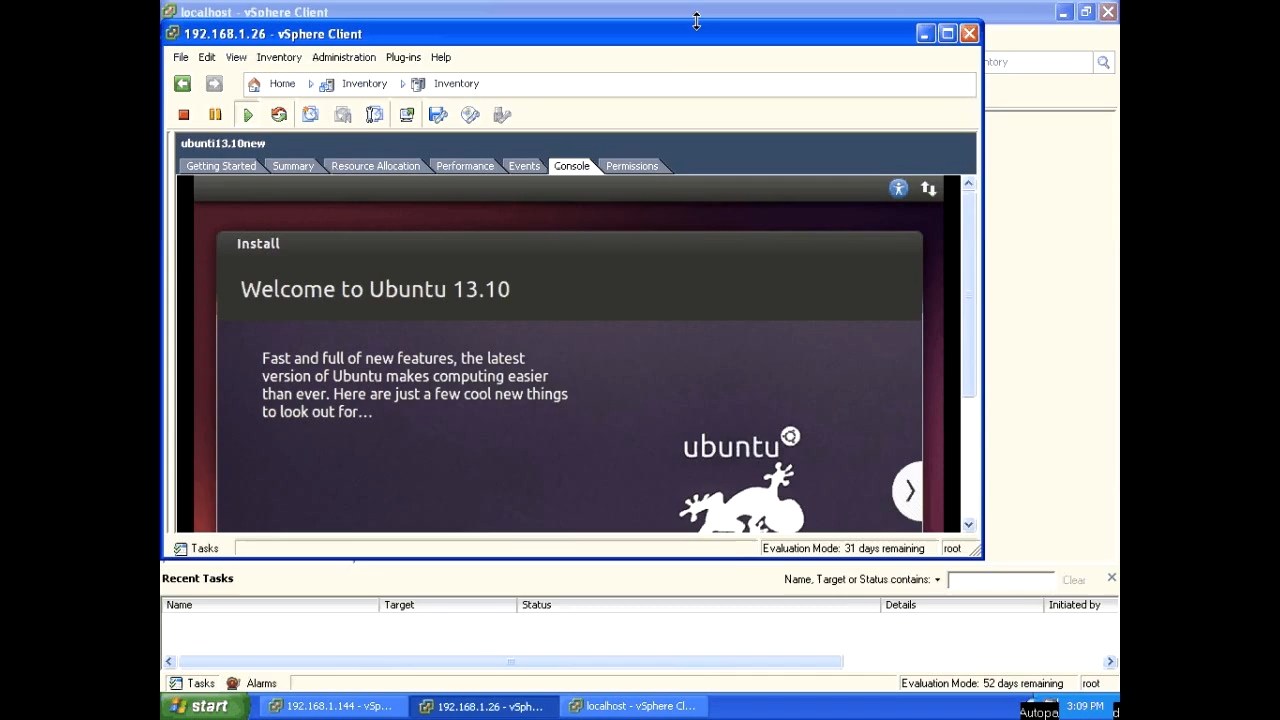 localhost - vSphere Client
192.168.1.26 - vSphere Client
File Edit View Inventory Administration Plug-ins Help
Home Inventory Inventory
ntory
ubunti13.10new
Getting Started Summary Resource Allocation Performance Events Console Permissions
Install
Welcome to Ubuntu 13.10
Fast and full of new features, the latest
version of Ubuntu makes computing easier
than ever. Here are just a few cool new things
to look out for...
ubuntu
Tasks Evaluation Mode: 31 days remaining root
Recent Tasks Name, Target or Status contains: Clear
Name Target Status Details Initiated by
Tasks Alarms Evaluation Mode: 52 days remaining root
start 192.168.1.144 - vSp... 192.168.1.26 - vSph... localhost - vSphere Cl... 3:09 PM
Autopa d